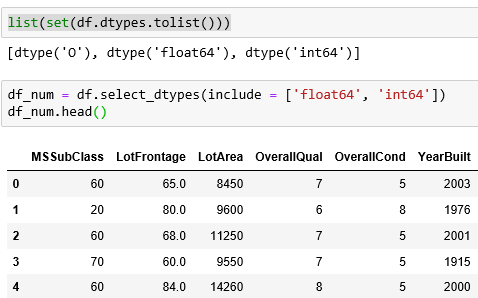 list(set(df.dtypes.tolist()))
[dtype('O'), dtype('float64'), dtype('int64')]
df_num = df.select_dtypes(include = ['float64', 'int64'])
df_num.head()
MSSubClass LotFrontage LotArea OverallQual OverallCond YearBuilt
0 60 65.0 8450 7 5 2003
1 20 80.0 9600 6 8 1976
2 60 68.0 11250 7 5 2001
3 70 60.0 9550 7 5 1915
4 60 84.0 14260 8 5 2000